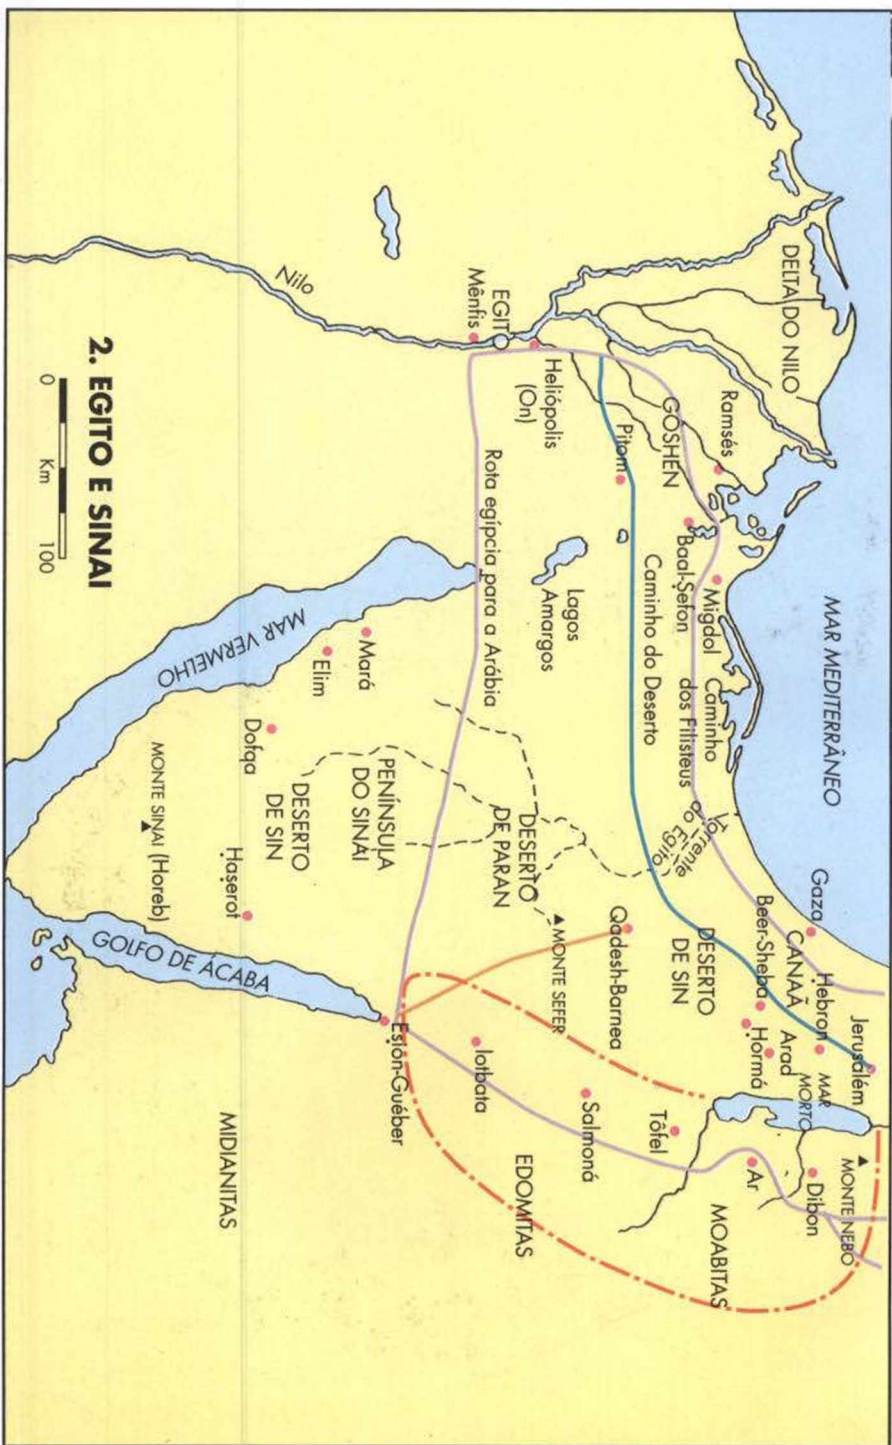 MAR MEDITERRÂNEO
DELTA DO NILO
Ramsés
GOSHEN
Baal-Ṣefon
Migdol
Caminho
dos Filisteus
Torrente
do Egito
Gaza
CANAÃ
Hebron
Jerusalém
Beer-Sheba
Arad
Ḥormá
MAR
MORTO
MONTE NEBO
Dibon
Ar
MOABITAS
Pitom
Caminho do Deserto
DESERTO
DE SIN
Tôfel
Heliópolis
(On)
EGITO
Mênfis
Lagos
Amargos
Qadesh-Barnea
MONTE SEFER
Salmoná
EDOMITAS
Rota egípcia para a Arábia
DESERTO
DE PARAN
Iotbata
Nilo
Mará
Elim
PENÍNSULA
DO SINAI
Eṣión-Guéber
MAR VERMELHO
Dofqa
DESERTO
DE SIN
Ḥaṣerot
GOLFO DE ÁCABA
MIDIANITAS
MONTE SINAI (Horeb)
2. EGITO E SINAI
0 Km 100